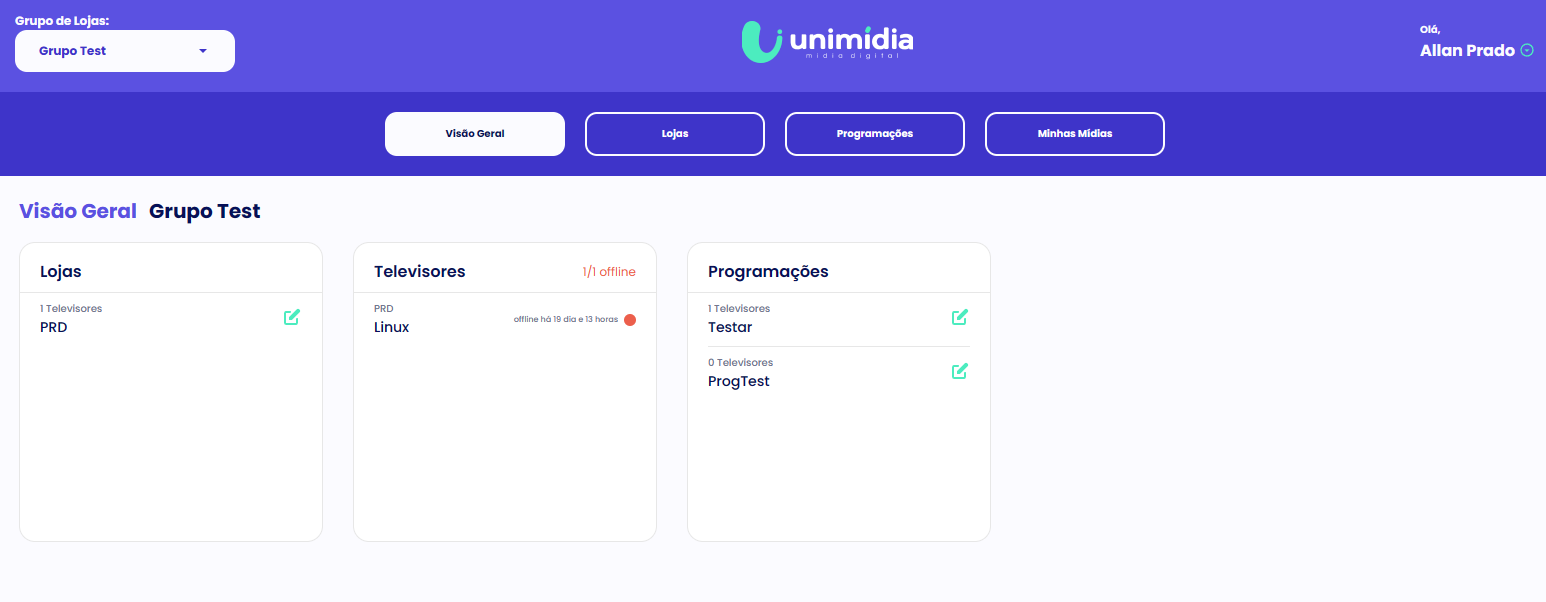 Grupo de Lojas:
Grupo Test
unimídia
mídia digital
Olá,
Allan Prado
Visão Geral
Lojas
Programações
Minhas Mídias
Visão Geral Grupo Test
Lojas
1 Televisores
PRD
Televisores
1/1 offline
PRD
Linux
offline há 19 dia e 13 horas
Programações
1 Televisores
Testar
0 Televisores
ProgTest